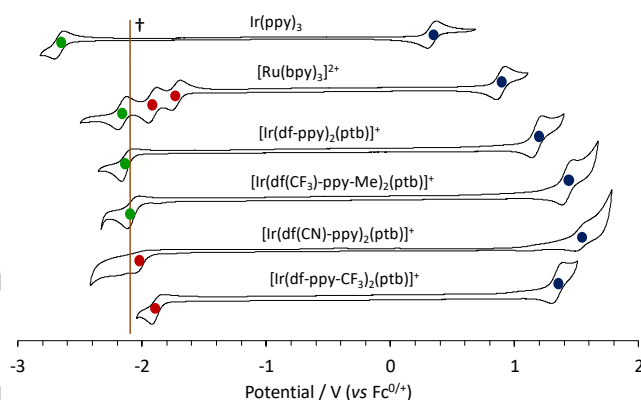 †
Ir(ppy)₃
[Ru(bpy)₃]²⁺
[Ir(df-ppy)₂(ptb)]⁺
[Ir(df(CF₃)-ppy-Me)₂(ptb)]⁺
[Ir(df(CN)-ppy)₂(ptb)]⁺
[Ir(df-ppy-CF₃)₂(ptb)]⁺
-3 -2 -1 0 1 2
Potential / V (vs Fc⁰/⁺)